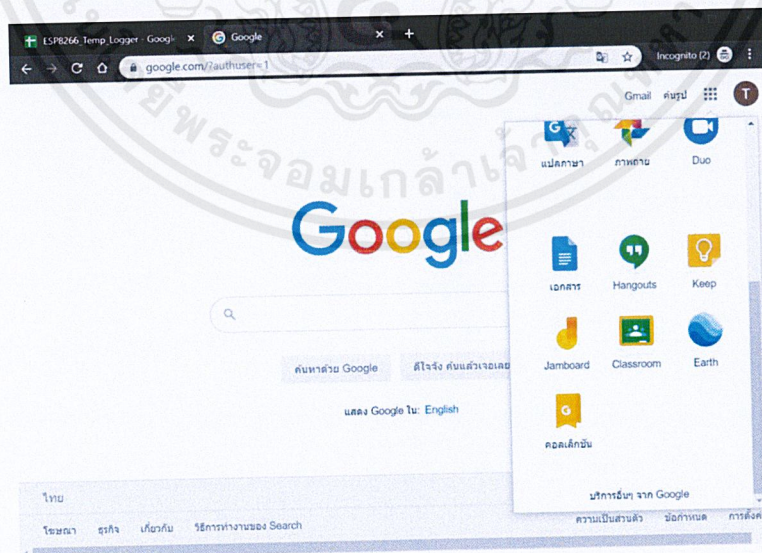 ESP8266_Temp_Logger - Googl
Google
google.com/?authuser=1
Incognito (2)
Gmail ค้นรูป
T
แปลภาษา ภาพถ่าย Duo
Google
เอกสาร Hangouts Keep
Jamboard Classroom Earth
ค้นหาด้วย Google ดีใจจัง ค้นแล้วเจอเลย
แสดง Google ใน: English
คอลเล็กชัน
บริการอื่นๆ จาก Google
ไทย
โฆษณา ธุรกิจ เกี่ยวกับ วิธีการทำงานของ Search ความเป็นส่วนตัว ข้อกำหนด การตั้งค่